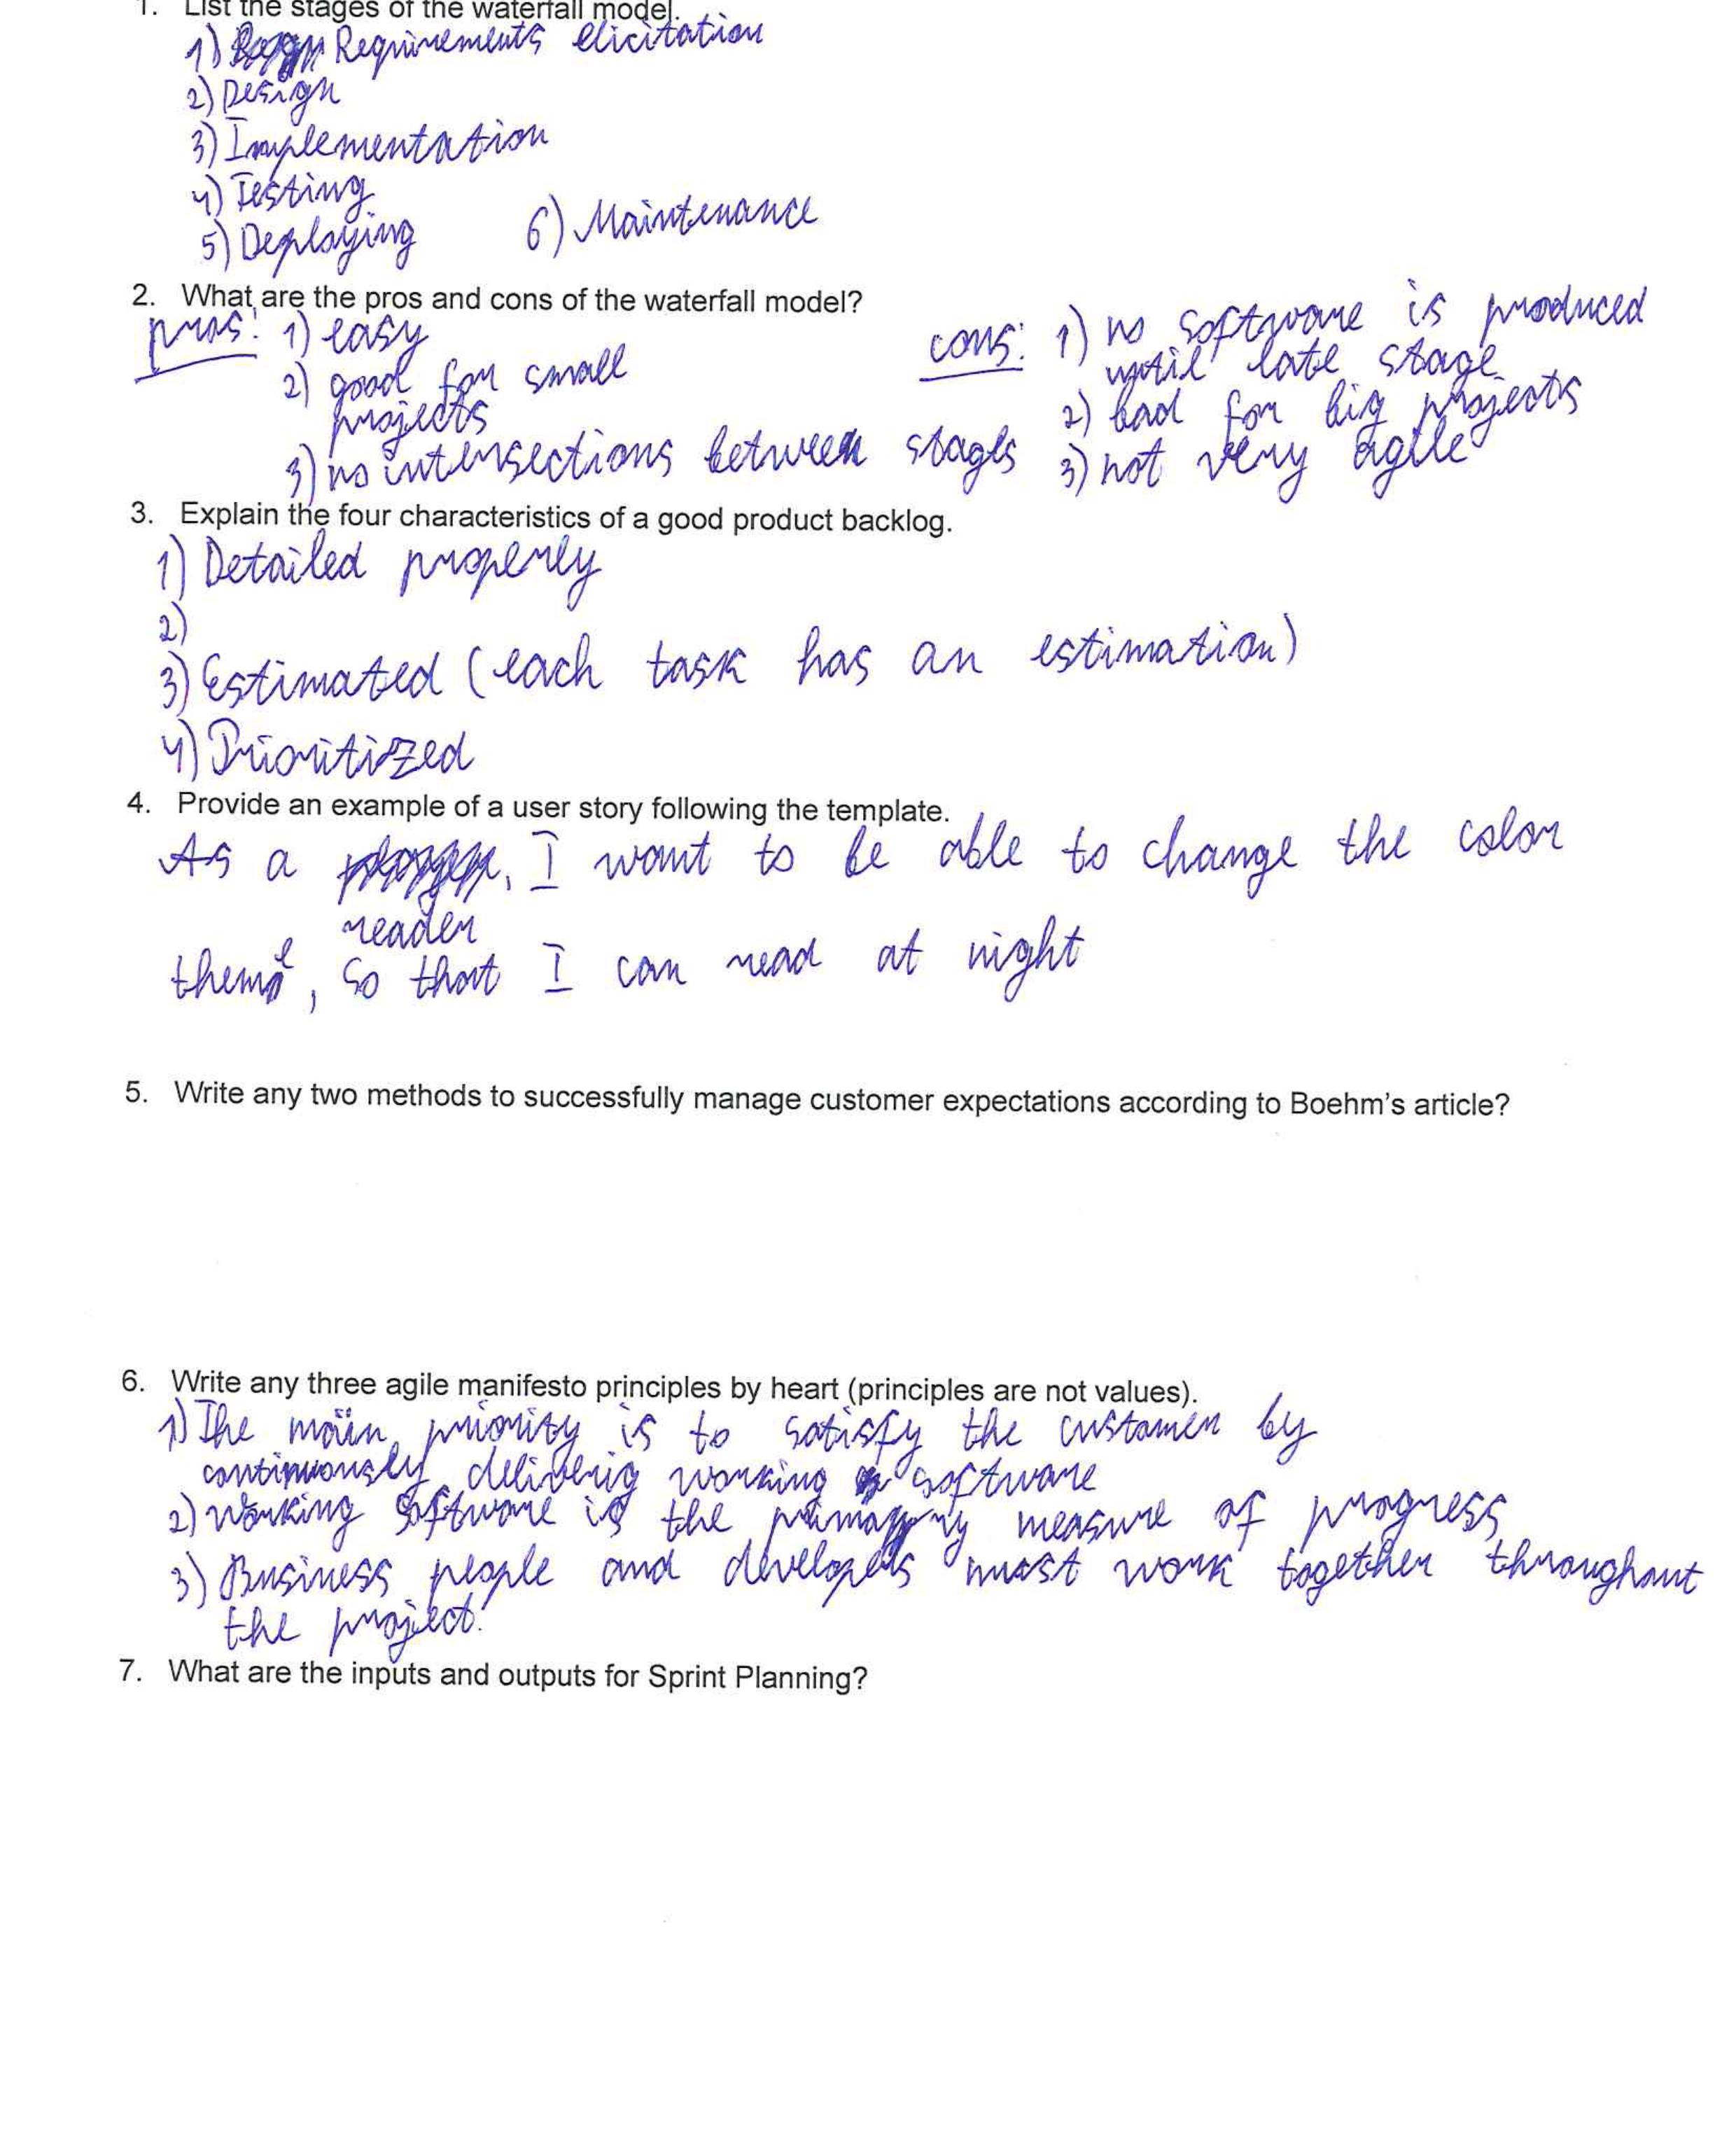 1. List the stages of the waterfall model.
1) Requirements elicitation
2) Design
3) Implementation
4) Testing
5) Deploying 6) Maintenance
2. What are the pros and cons of the waterfall model?
pros: 1) easy
2) good for small
projects
3) no intersections between stages
cons: 1) no software is produced
until late stage
2) bad for big projects
3) not very agile
3. Explain the four characteristics of a good product backlog.
1) Detailed properly
2)
3) Estimated (each task has an estimation)
4) Prioritized
4. Provide an example of a user story following the template.
As a reader, I want to be able to change the color
theme, so that I can read at night
5. Write any two methods to successfully manage customer expectations according to Boehm's article?
6. Write any three agile manifesto principles by heart (principles are not values).
1) The main priority is to satisfy the customer by
continuously delivering working software
2) Working software is the primary measure of progress
3) Business people and developers must work together throughout
the project.
7. What are the inputs and outputs for Sprint Planning?